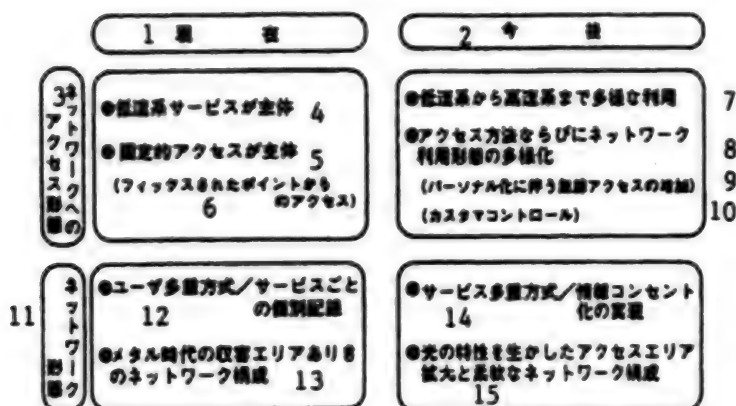 1 現 在
2 今 後
3 ネットワークへの
アクセス形態
●低速系サービスが主体 4
●固定的アクセスが主体 5
(フィックスされたポイントから
6 のアクセス)
●低速系から高速系まで多様な利用 7
●アクセス方法ならびにネットワーク
利用形態の多様化 8
(パーソナル化に伴う無線アクセスの増加) 9
(カスタマコントロール) 10
11 ネットワーク
形態
●ユーザ多重方式/サービスごと
12 の個別記録
●メタル時代の収容エリアありき
のネットワーク構成 13
●サービス多重方式/情報コンセント
14 化の実現
●光の特性を生かしたアクセスエリア
拡大と柔軟なネットワーク構成
15